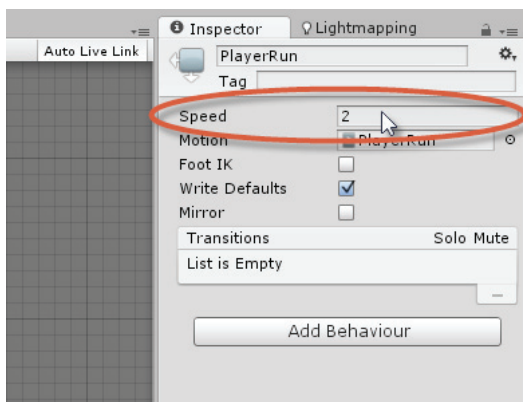 Inspector Lightmapping
Auto Live Link
PlayerRun
Tag
Speed 2
Motion PlayerRun
Foot IK
Write Defaults
Mirror
Transitions Solo Mute
List is Empty
Add Behaviour